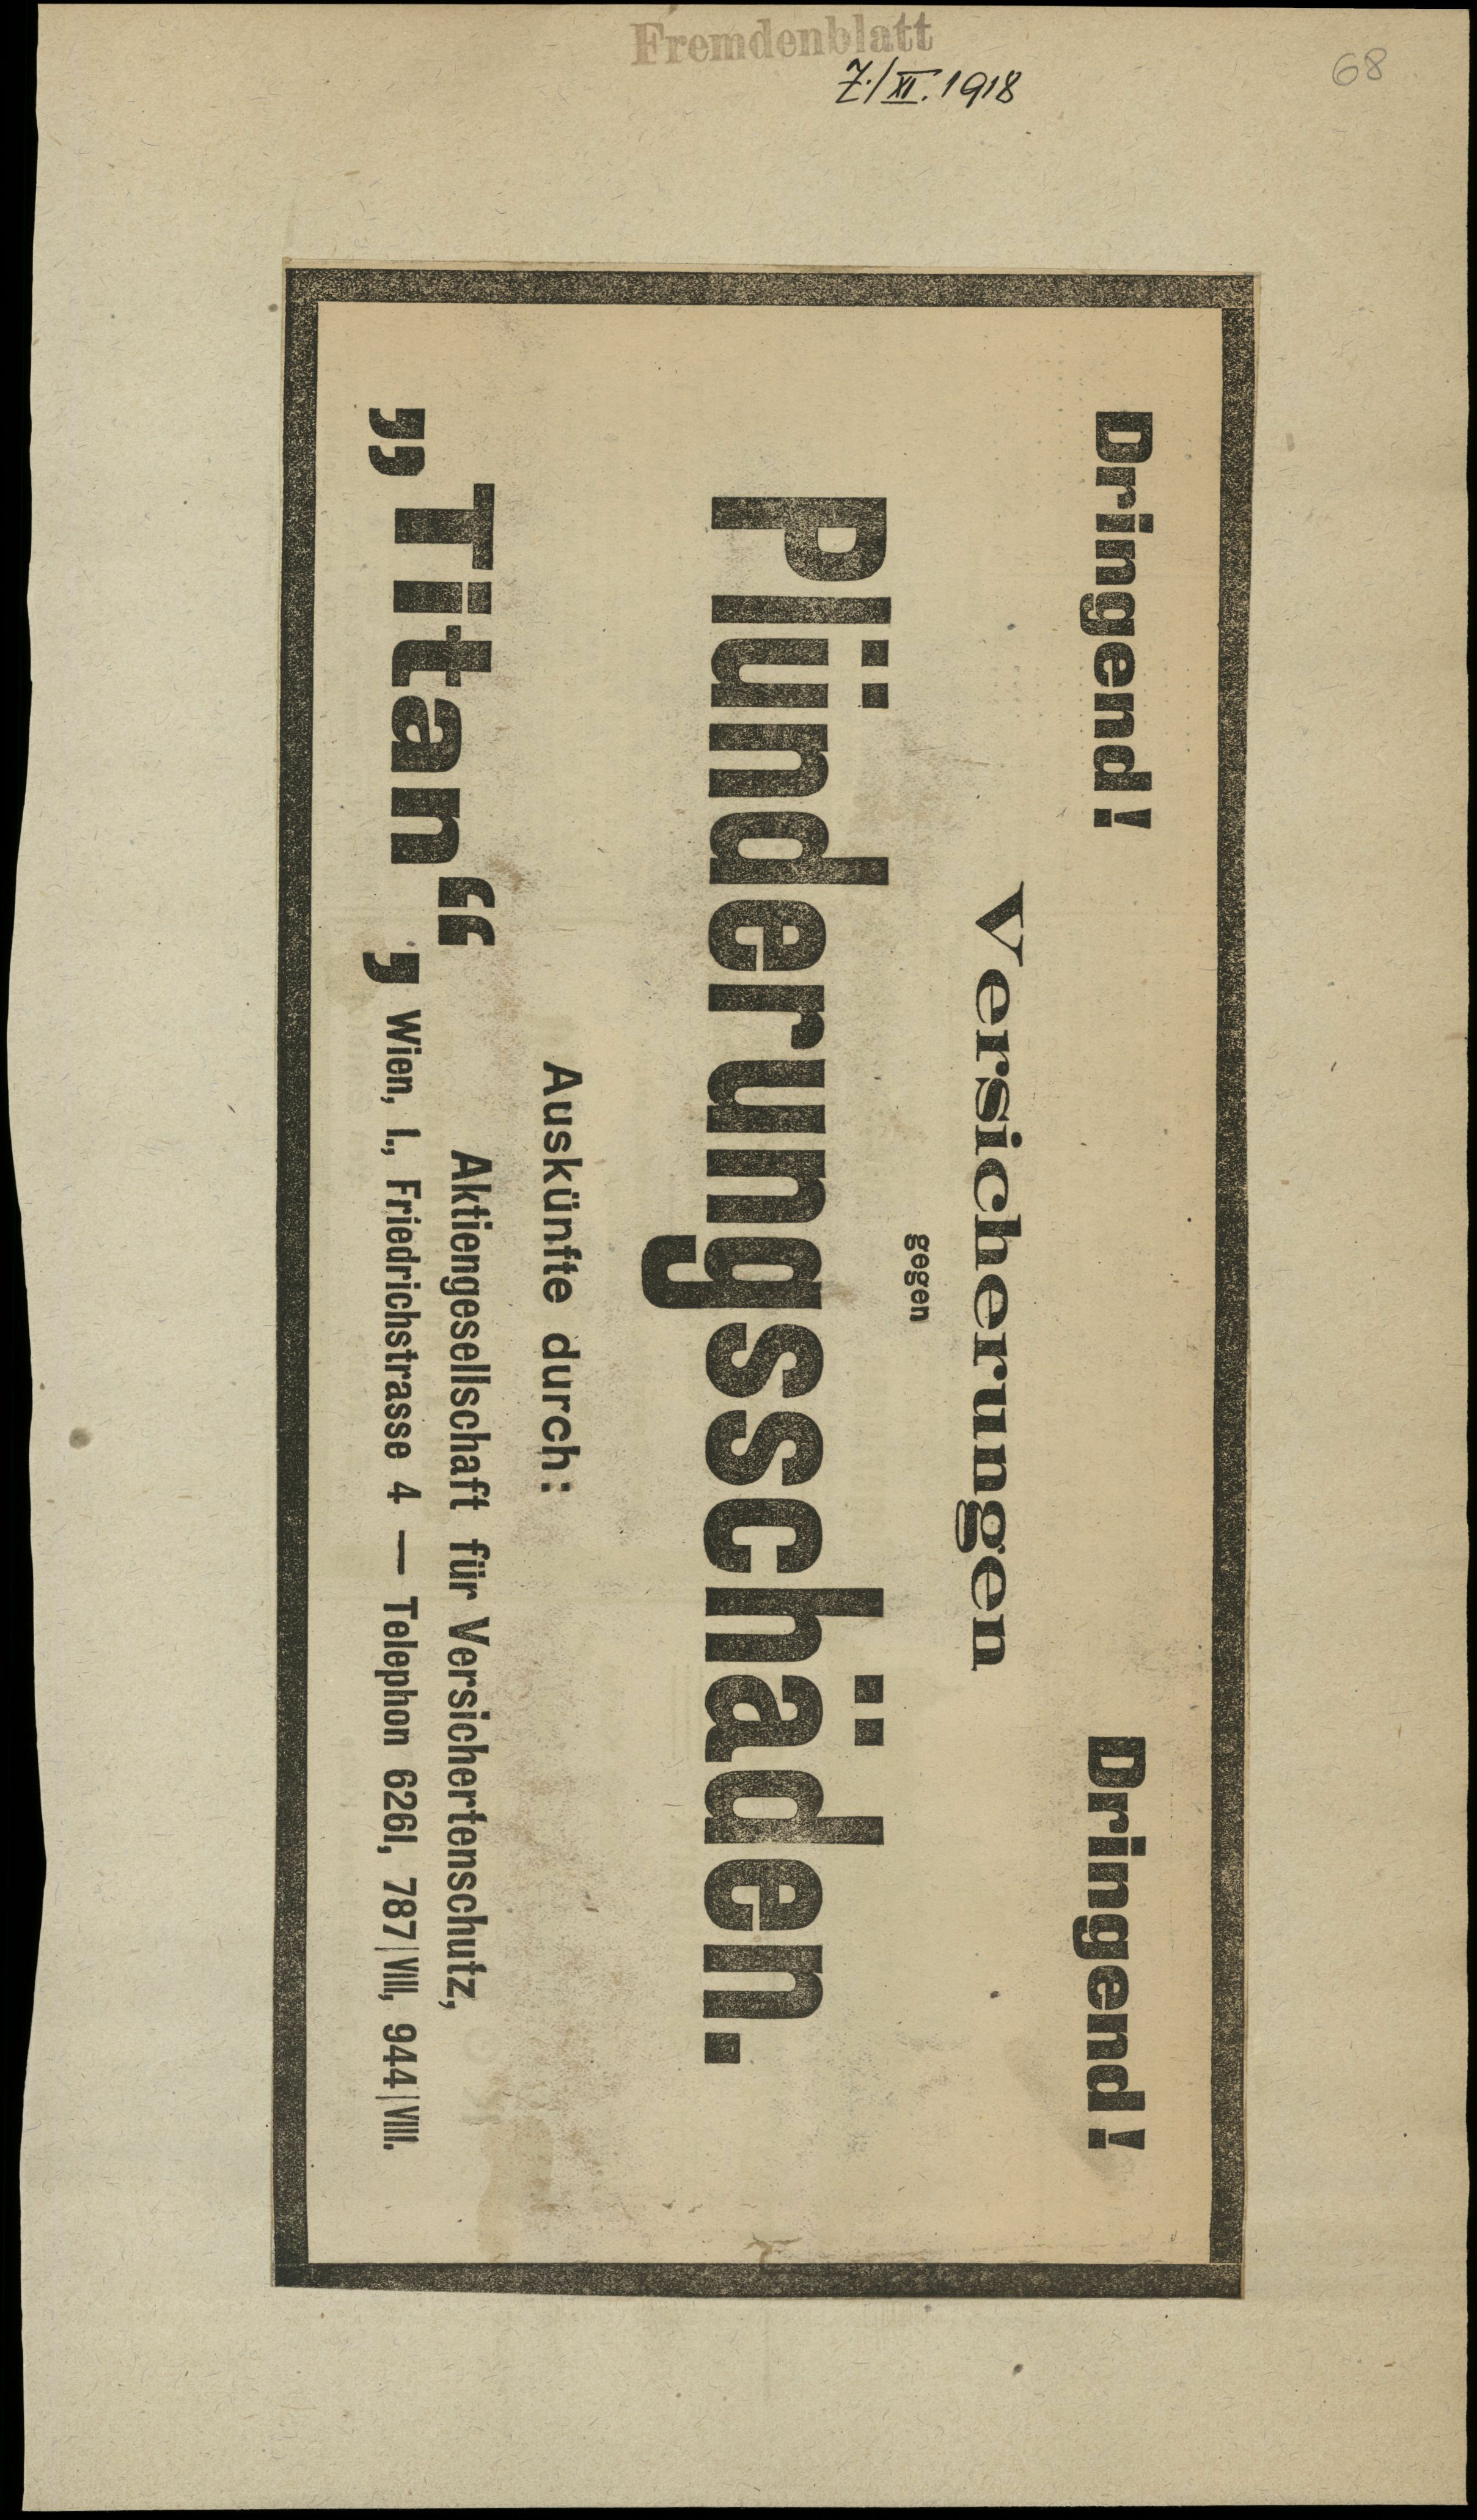 Fremdenblatt
7./XI. 1918
68
Dringend! Dringend!
Versicherungen
gegen
Plünderungsschäden.
Auskünfte durch:
„Titan“, Aktiengesellschaft für Versichertenschutz,
Wien, I., Friedrichstrasse 4 — Telephon 6261, 787|VIII, 944|VIII.